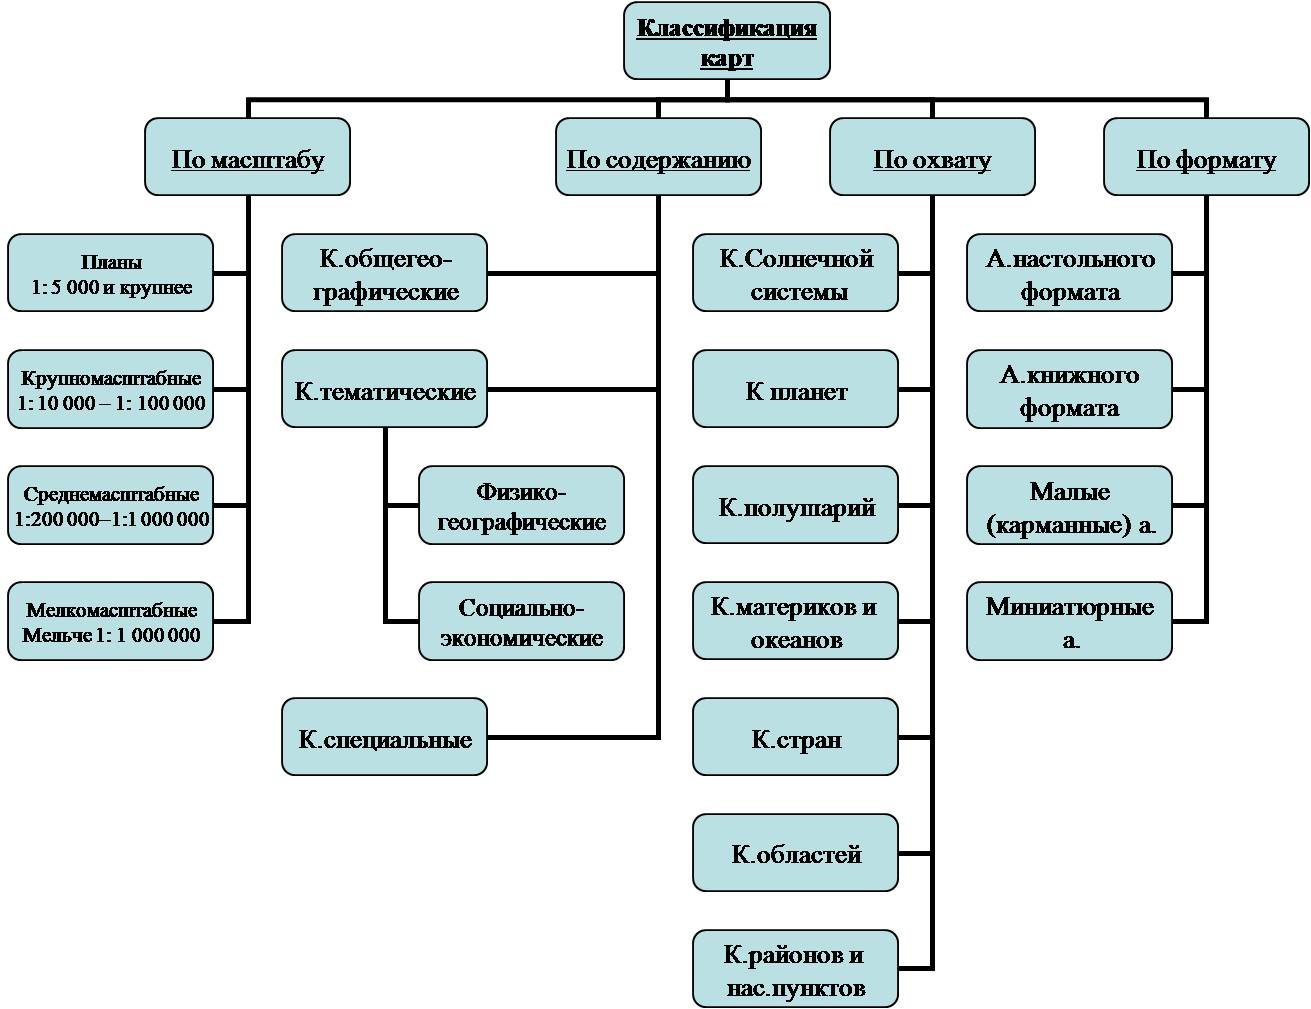 Классификация
карт
По масштабу
По содержанию
По охвату
По формату
Планы
1: 5 000 и крупнее
Крупномасштабные
1: 10 000 – 1: 100 000
Среднемасштабные
1:200 000–1:1 000 000
Мелкомасштабные
Мельче 1: 1 000 000
К.общегео-
графические
К.тематические
Физико-
географические
Социально-
экономические
К.специальные
К.Солнечной
системы
К планет
К.полушарий
К.материков и
океанов
К.стран
К.областей
К.районов и
нас.пунктов
А.настольного
формата
А.книжного
формата
Малые
(карманные) а.
Миниатюрные
а.